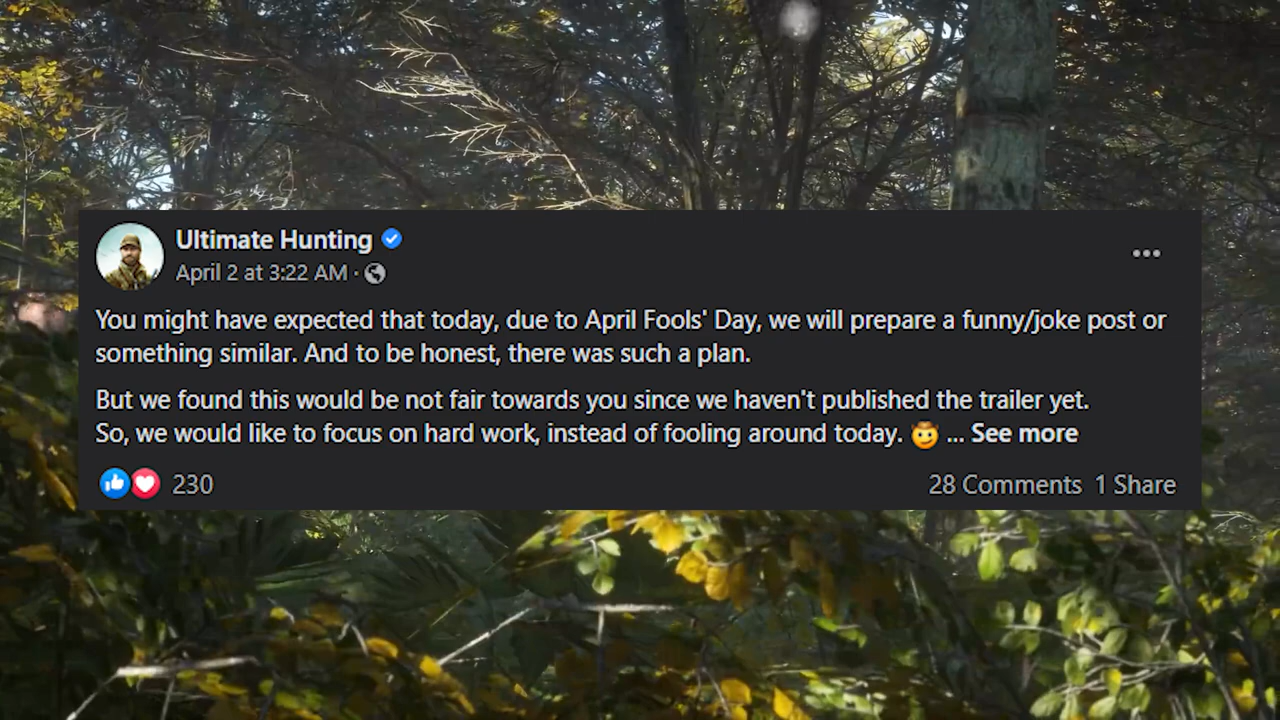 Ultimate Hunting
April 2 at 3:22 AM ·
You might have expected that today, due to April Fools' Day, we will prepare a funny/joke post or
something similar. And to be honest, there was such a plan.
But we found this would be not fair towards you since we haven't published the trailer yet.
So, we would like to focus on hard work, instead of fooling around today. 🤠 ... See more
230
28 Comments 1 Share